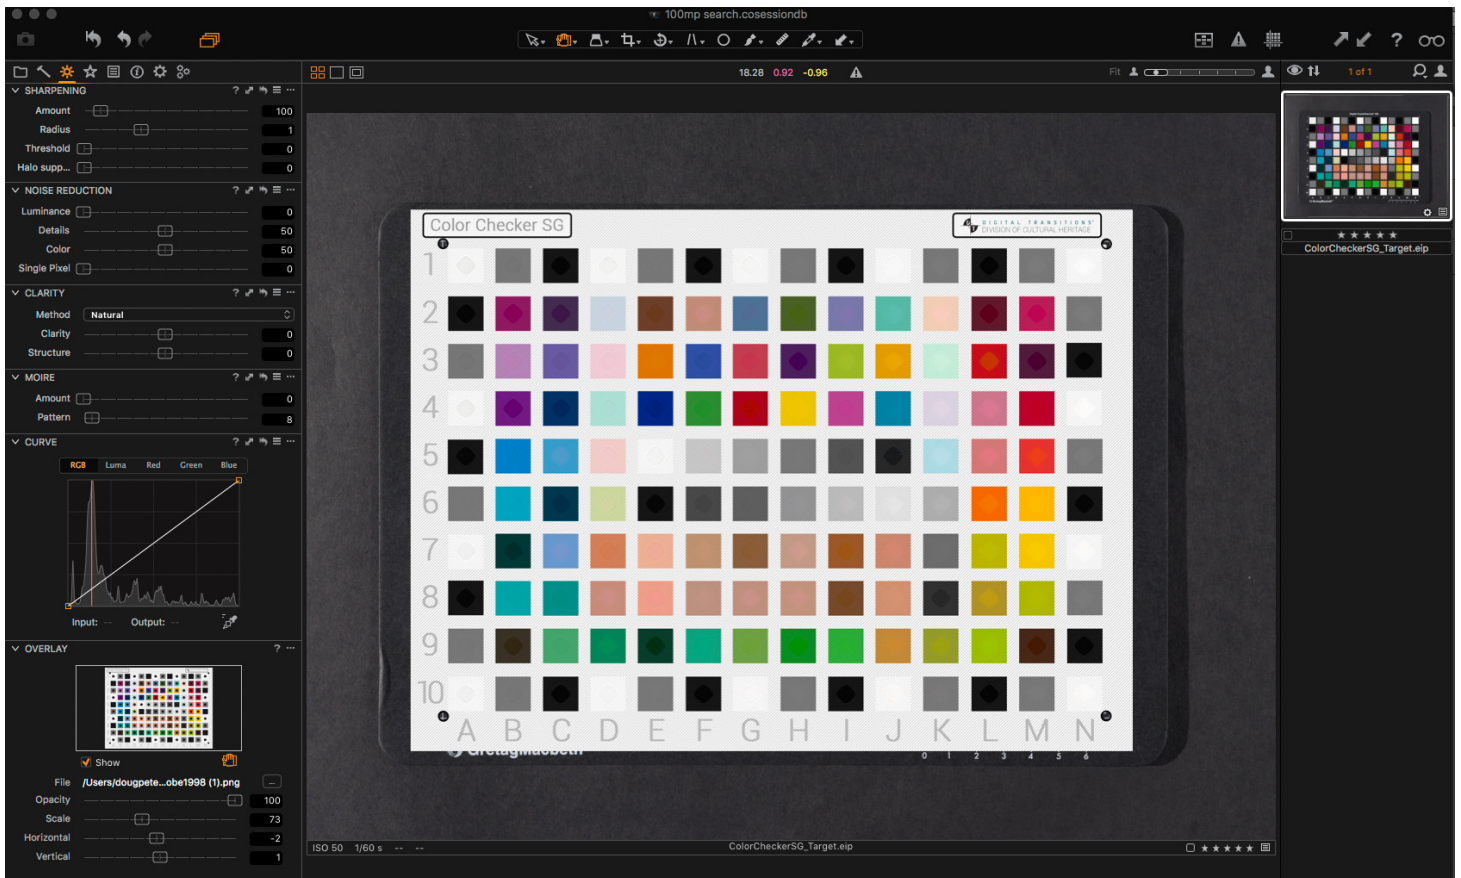 100mp search.cosessiondb
18.28 0.92 -0.96
Fit
1 of 1
SHARPENING
Amount 100
Radius 1
Threshold 0
Halo supp... 0
NOISE REDUCTION
Luminance 0
Details 50
Color 50
Single Pixel 0
CLARITY
Method Natural
Clarity 0
Structure 0
MOIRE
Amount 0
Pattern 8
CURVE
RGB Luma Red Green Blue
Input: -- Output: --
OVERLAY
Show
File /Users/dougpete...obe1998 (1).png
Opacity 100
Scale 73
Horizontal -2
Vertical 1
Color Checker SG
DIGITAL TRANSITIONS
DIVISION OF CULTURAL HERITAGE
1
2
3
4
5
6
7
8
9
10
A B C D E F G H I J K L M N
GretagMacbeth
0 1 2 3 4 5 6
ISO 50 1/60 s -- --
ColorCheckerSG_Target.eip
ColorCheckerSG_Target.eip